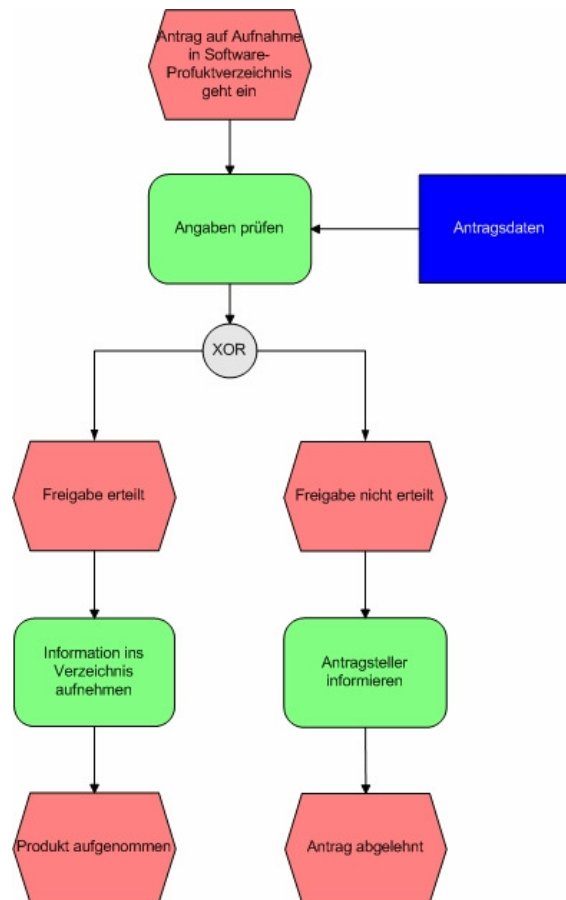 Antrag auf Aufnahme
in Software-
Profuktverzeichnis
geht ein
Angaben prüfen
Antragsdaten
XOR
Freigabe erteilt
Freigabe nicht erteilt
Information ins
Verzeichnis
aufnehmen
Antragsteller
informieren
Produkt aufgenommen
Antrag abgelehnt